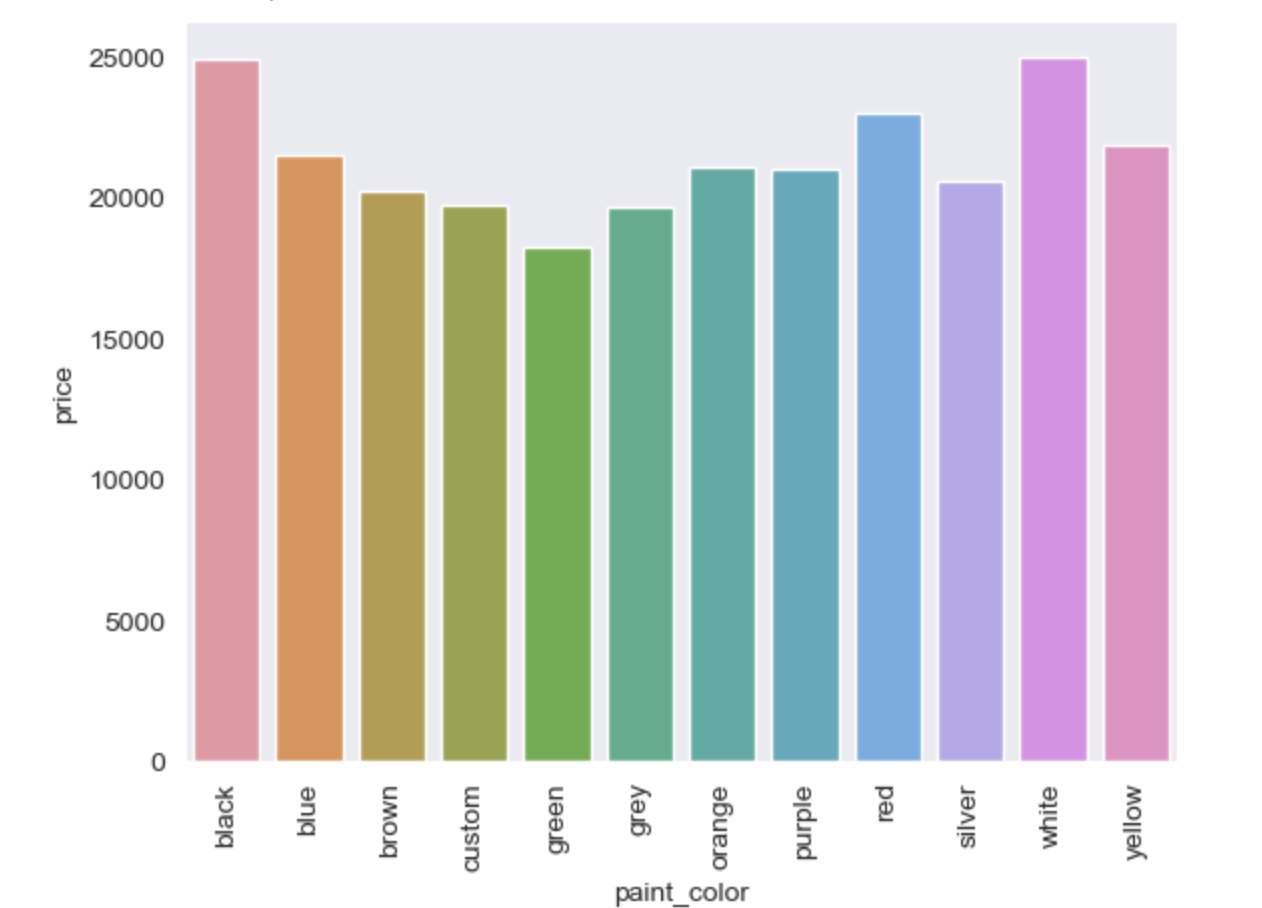 25000
20000
15000
10000
5000
0
price
black
blue
brown
custom
green
grey
orange
purple
red
silver
white
yellow
paint_color